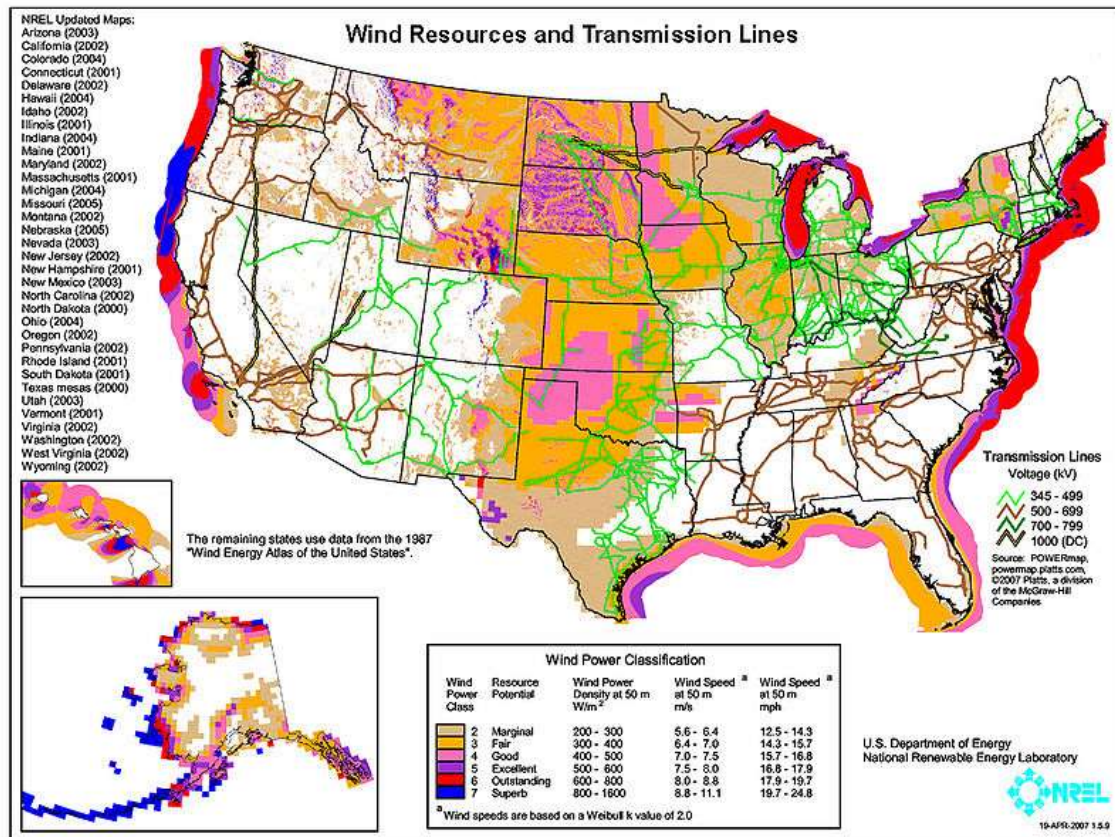 Wind Resources and Transmission Lines
NREL Updated Maps:
Arizona (2003)
California (2002)
Colorado (2004)
Connecticut (2001)
Delaware (2002)
Hawaii (2004)
Idaho (2002)
Illinois (2001)
Indiana (2004)
Maine (2001)
Maryland (2002)
Massachusetts (2001)
Michigan (2004)
Missouri (2005)
Montana (2002)
Nebraska (2005)
Nevada (2003)
New Jersey (2002)
New Hampshire (2001)
New Mexico (2003)
North Carolina (2002)
North Dakota (2000)
Ohio (2004)
Oregon (2002)
Pennsylvania (2002)
Rhode Island (2001)
South Dakota (2001)
Texas mesas (2000)
Utah (2003)
Vermont (2001)
Virginia (2002)
Washington (2002)
West Virginia (2002)
Wyoming (2002)
The remaining states use data from the 1987
"Wind Energy Atlas of the United States".
Transmission Lines
Voltage (kV)
345 - 499
500 - 699
700 - 799
1000 (DC)
Source: POWERmap,
powermap.platts.com,
©2007 Platts, a division
of the McGraw-Hill
Companies
Wind Power Classification
Wind Power Class Resource Potential Wind Power Density at 50 m W/m² Wind Speed a at 50 m m/s Wind Speed a at 50 m mph
2 Marginal 200 - 300 5.6 - 6.4 12.5 - 14.3
3 Fair 300 - 400 6.4 - 7.0 14.3 - 15.7
4 Good 400 - 500 7.0 - 7.5 15.7 - 16.8
5 Excellent 500 - 600 7.5 - 8.0 16.8 - 17.9
6 Outstanding 600 - 800 8.0 - 8.8 17.9 - 19.7
7 Superb 800 - 1600 8.8 - 11.1 19.7 - 24.8
a Wind speeds are based on a Weibull k value of 2.0
U.S. Department of Energy
National Renewable Energy Laboratory
NREL
19-APR-2007 1.5.9